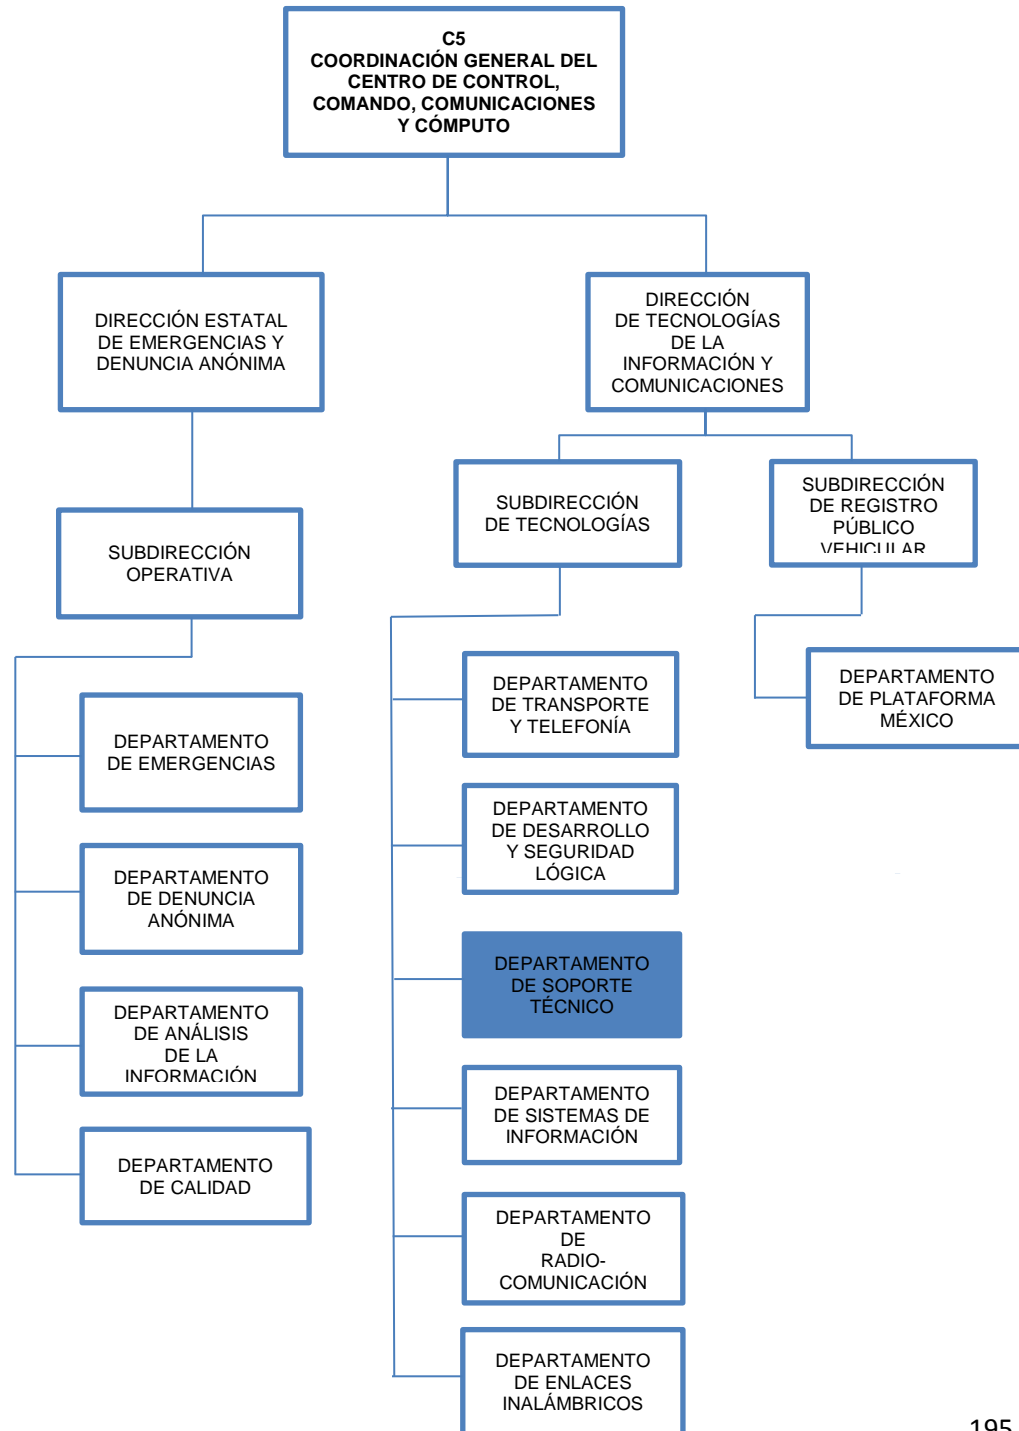 C5
COORDINACIÓN GENERAL DEL
CENTRO DE CONTROL,
COMANDO, COMUNICACIONES
Y CÓMPUTO
DIRECCIÓN ESTATAL
DE EMERGENCIAS Y
DENUNCIA ANÓNIMA
DIRECCIÓN
DE TECNOLOGÍAS
DE LA
INFORMACIÓN Y
COMUNICACIONES
SUBDIRECCIÓN
OPERATIVA
SUBDIRECCIÓN
DE TECNOLOGÍAS
SUBDIRECCIÓN
DE REGISTRO
PÚBLICO
VEHICULAR
DEPARTAMENTO
DE EMERGENCIAS
DEPARTAMENTO
DE DENUNCIA
ANÓNIMA
DEPARTAMENTO
DE ANÁLISIS
DE LA
INFORMACIÓN
DEPARTAMENTO
DE CALIDAD
DEPARTAMENTO
DE TRANSPORTE
Y TELEFONÍA
DEPARTAMENTO
DE DESARROLLO
Y SEGURIDAD
LÓGICA
DEPARTAMENTO
DE SOPORTE
TÉCNICO
DEPARTAMENTO
DE SISTEMAS DE
INFORMACIÓN
DEPARTAMENTO
DE
RADIO-
COMUNICACIÓN
DEPARTAMENTO
DE ENLACES
INALÁMBRICOS
DEPARTAMENTO
DE PLATAFORMA
MÉXICO
195